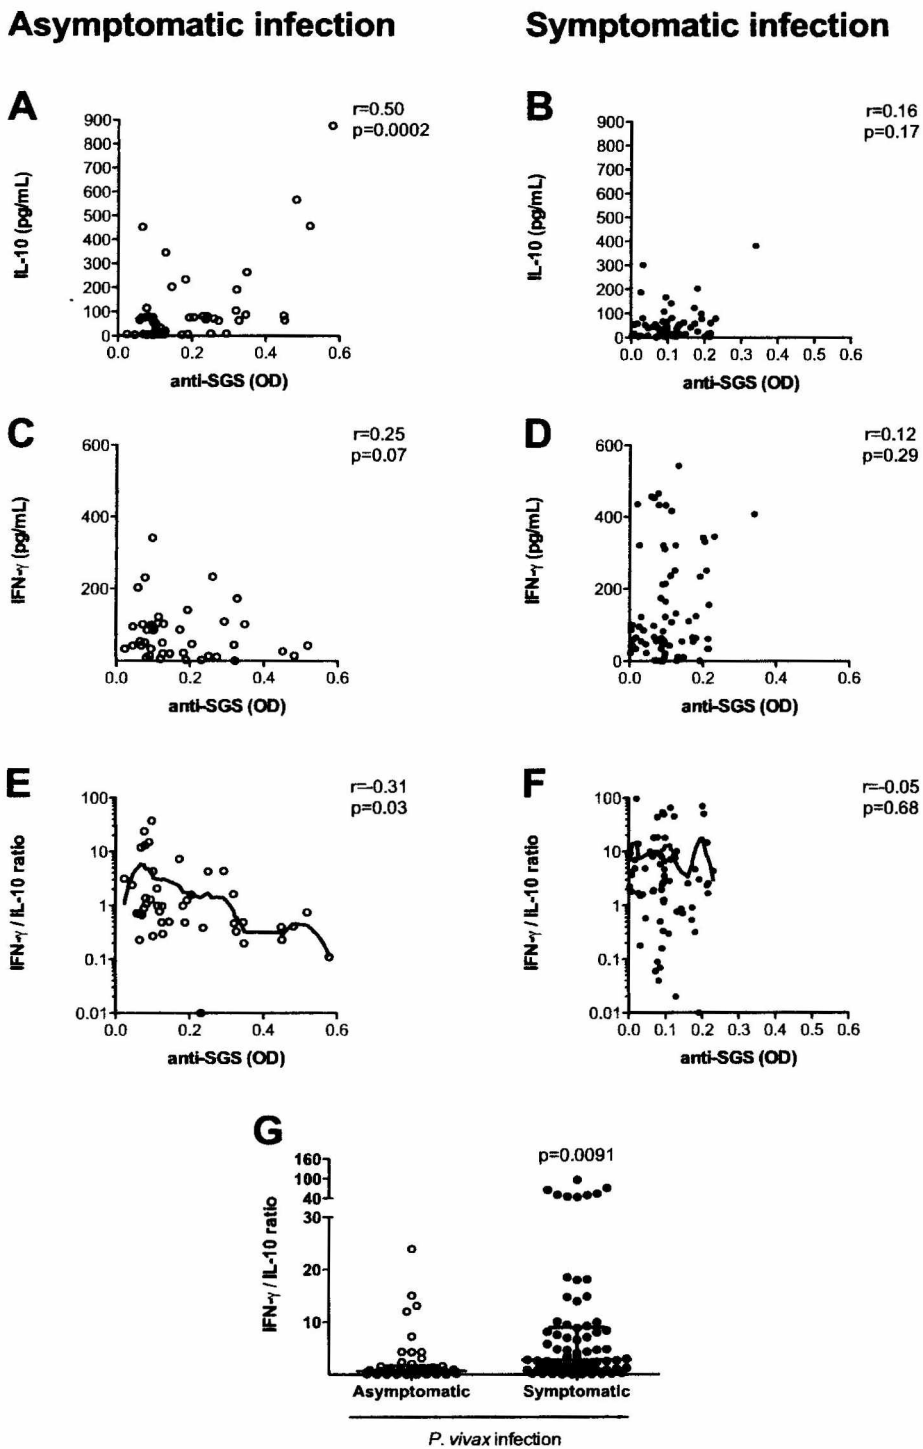 Asymptomatic infection
Symptomatic infection
A
r=0.50
p=0.0002
900
800
700
600
500
400
300
200
100
0
IL-10 (pg/mL)
0.0 0.2 0.4 0.6
anti-SGS (OD)
B
r=0.16
p=0.17
900
800
700
600
500
400
300
200
100
0
IL-10 (pg/mL)
0.0 0.1 0.2 0.3 0.4 0.5 0.6
anti-SGS (OD)
C
r=0.25
p=0.07
600
400
200
0
IFN-γ (pg/mL)
0.0 0.2 0.4 0.6
anti-SGS (OD)
D
r=0.12
p=0.29
600
400
200
0
IFN-γ (pg/mL)
0.0 0.2 0.4 0.6
anti-SGS (OD)
E
r=-0.31
p=0.03
100
10
1
0.1
0.01
IFN-γ / IL-10 ratio
0.0 0.2 0.4 0.6
anti-SGS (OD)
F
r=-0.05
p=0.68
100
10
1
0.1
0.01
IFN-γ / IL-10 ratio
0.0 0.1 0.2 0.3 0.4 0.5 0.6
anti-SGS (OD)
G
p=0.0091
160
100
40
30
20
10
IFN-γ / IL-10 ratio
Asymptomatic Symptomatic
P. vivax infection